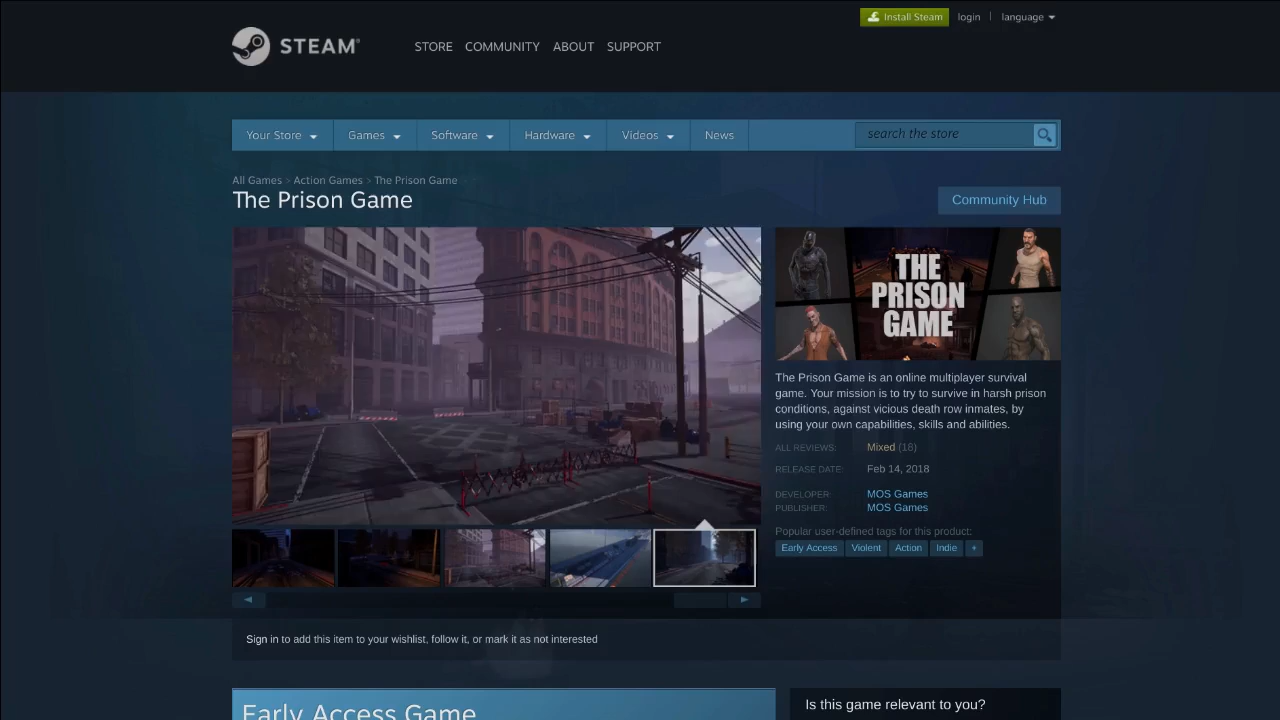 Install Steam
login
language
STEAM
STORE
COMMUNITY
ABOUT
SUPPORT
Your Store
Games
Software
Hardware
Videos
News
search the store
All Games > Action Games > The Prison Game
The Prison Game
Community Hub
THE
PRISON
GAME
The Prison Game is an online multiplayer survival
game. Your mission is to try to survive in harsh prison
conditions, against vicious death row inmates, by
using your own capabilities, skills and abilities.
ALL REVIEWS: Mixed (18)
RELEASE DATE: Feb 14, 2018
DEVELOPER: MOS Games
PUBLISHER: MOS Games
Popular user-defined tags for this product:
Early Access Violent Action Indie +
Sign in to add this item to your wishlist, follow it, or mark it as not interested
Early Access Game
Is this game relevant to you?